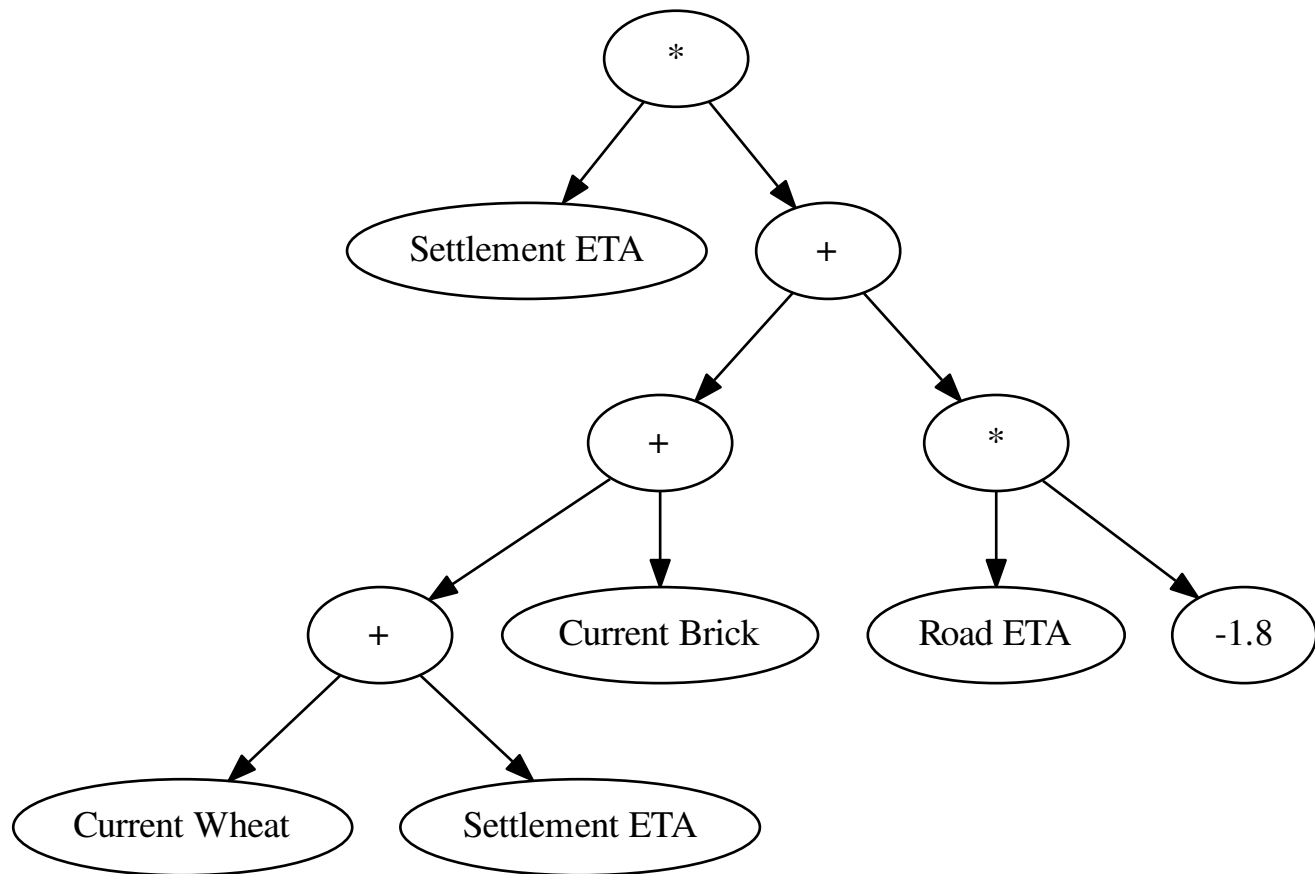 *
Settlement ETA
+
+
*
+
Current Brick
Road ETA
-1.8
Current Wheat
Settlement ETA